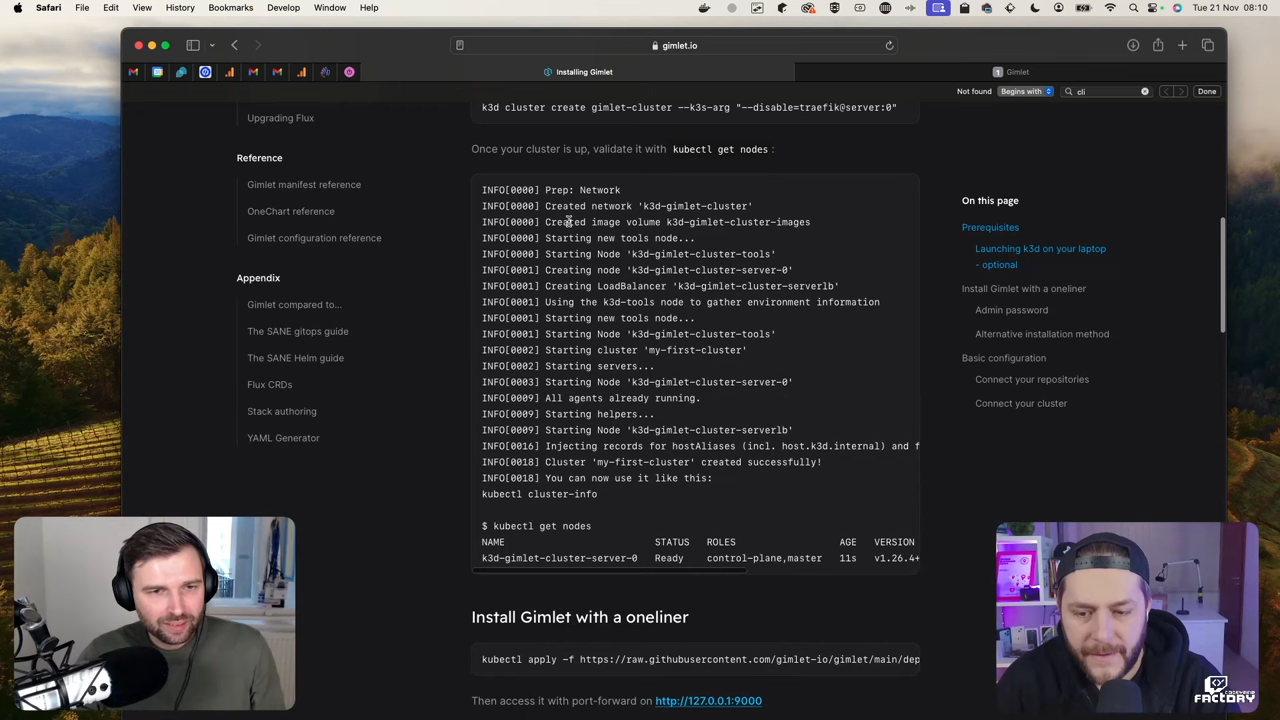 Safari File Edit View History Bookmarks Develop Window Help
Tue 21 Nov 08:10
gimlet.io
Installing Gimlet
1 Gimlet
Not found Begins with cli Done
Upgrading Flux
Reference
Gimlet manifest reference
OneChart reference
Gimlet configuration reference
Appendix
Gimlet compared to...
The SANE gitops guide
The SANE Helm guide
Flux CRDs
Stack authoring
YAML Generator
k3d cluster create gimlet-cluster --k3s-arg "--disable=traefik@server:0"
Once your cluster is up, validate it with kubectl get nodes :
INFO[0000] Prep: Network
INFO[0000] Created network 'k3d-gimlet-cluster'
INFO[0000] Created image volume k3d-gimlet-cluster-images
INFO[0000] Starting new tools node...
INFO[0000] Starting Node 'k3d-gimlet-cluster-tools'
INFO[0001] Creating node 'k3d-gimlet-cluster-server-0'
INFO[0001] Creating LoadBalancer 'k3d-gimlet-cluster-serverlb'
INFO[0001] Using the k3d-tools node to gather environment information
INFO[0001] Starting new tools node...
INFO[0001] Starting Node 'k3d-gimlet-cluster-tools'
INFO[0002] Starting cluster 'my-first-cluster'
INFO[0002] Starting servers...
INFO[0003] Starting Node 'k3d-gimlet-cluster-server-0'
INFO[0009] All agents already running.
INFO[0009] Starting helpers...
INFO[0009] Starting Node 'k3d-gimlet-cluster-serverlb'
INFO[0016] Injecting records for hostAliases (incl. host.k3d.internal) and f
INFO[0018] Cluster 'my-first-cluster' created successfully!
INFO[0018] You can now use it like this:
kubectl cluster-info
$ kubectl get nodes
NAME STATUS ROLES AGE VERSION
k3d-gimlet-cluster-server-0 Ready control-plane,master 11s v1.26.4+
Install Gimlet with a oneliner
kubectl apply -f https://raw.githubusercontent.com/gimlet-io/gimlet/main/dep
Then access it with port-forward on http://127.0.0.1:9000
On this page
Prerequisites
Launching k3d on your laptop
- optional
Install Gimlet with a oneliner
Admin password
Alternative installation method
Basic configuration
Connect your repositories
Connect your cluster
FACTORY